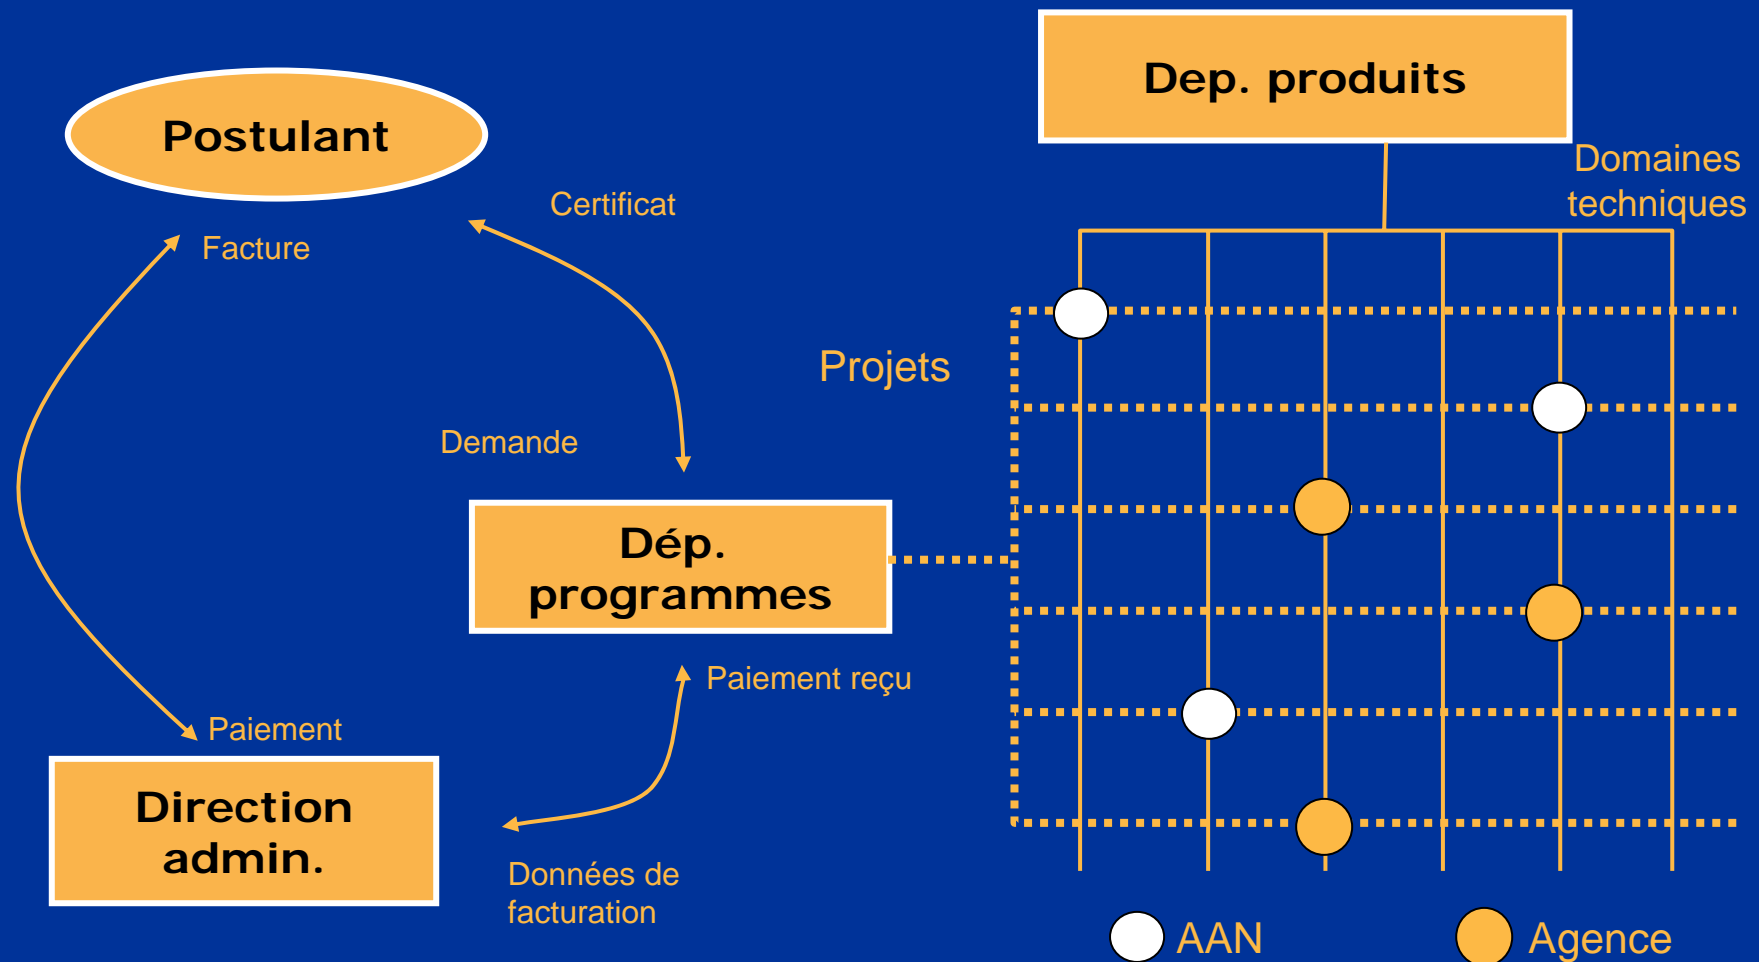 Postulant
Dep. produits
Domaines
techniques
Certificat
Facture
Projets
Demande
Dép.
programmes
Paiement reçu
Paiement
Direction
admin.
Données de
facturation
AAN
Agence